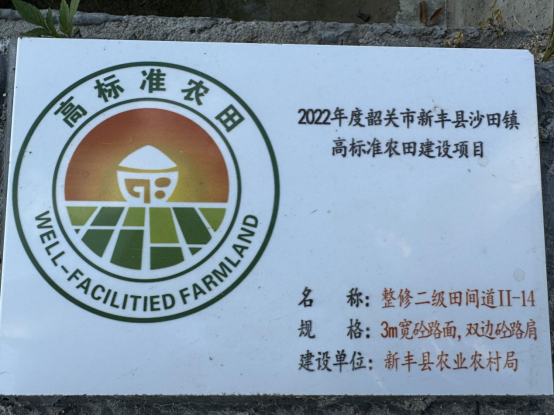 高标准农田
WELL-FACILITIED FARMLAND
2022年度韶关市新丰县沙田镇
高标准农田建设项目
名 称：整修二级田间道II-14
规 格：3m宽砼路面，双边砼路肩
建设单位：新丰县农业农村局